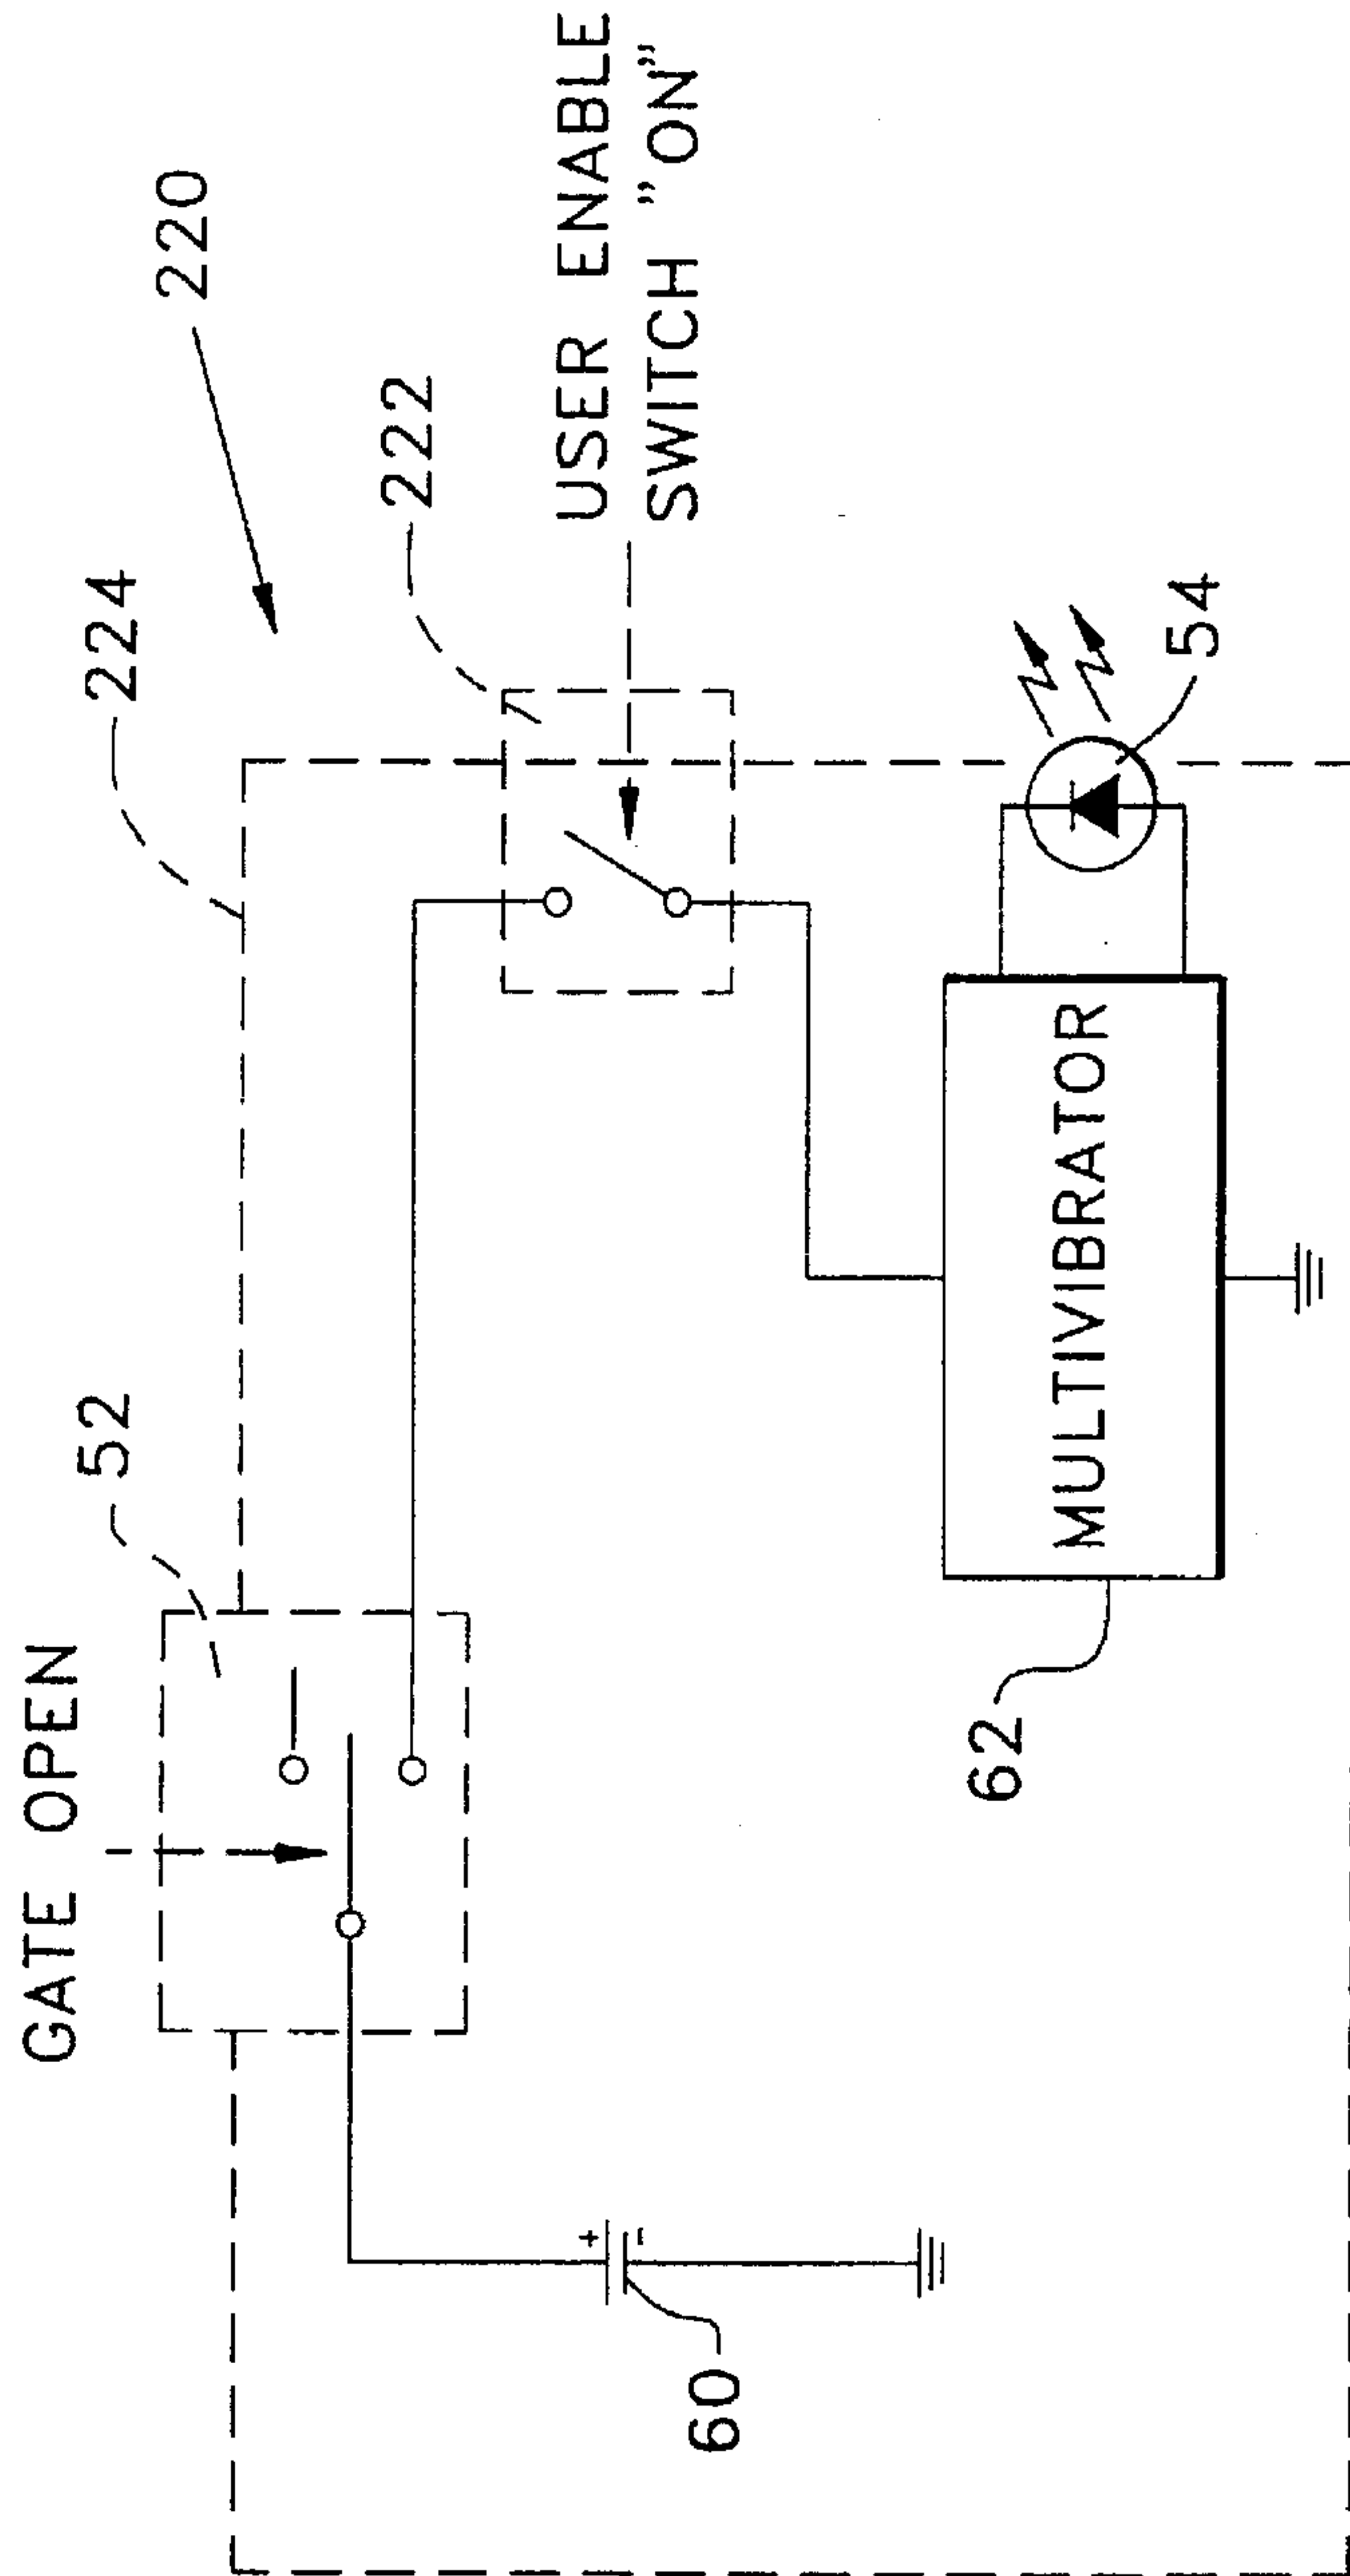 GATE OPEN
52
224
220
222
USER ENABLE
SWITCH "ON"
+
-
60
62
MULTIVIBRATOR
54